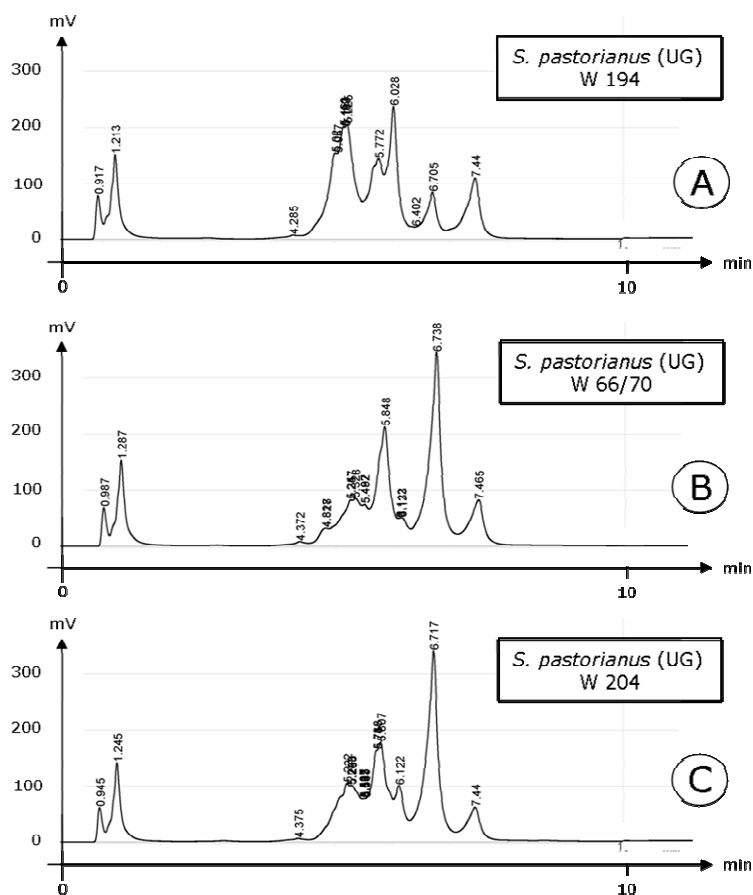 mV
300
200
100
0
0.917
1.213
4.285
5.772
6.028
6.402
6.705
7.44
S. pastorianus (UG)
W 194
A
0
10
min
mV
300
200
100
0
0.987
1.287
4.372
5.848
6.738
7.465
S. pastorianus (UG)
W 66/70
B
0
10
min
mV
300
200
100
0
0.945
1.245
4.375
6.122
6.717
7.44
S. pastorianus (UG)
W 204
C
0
10
min